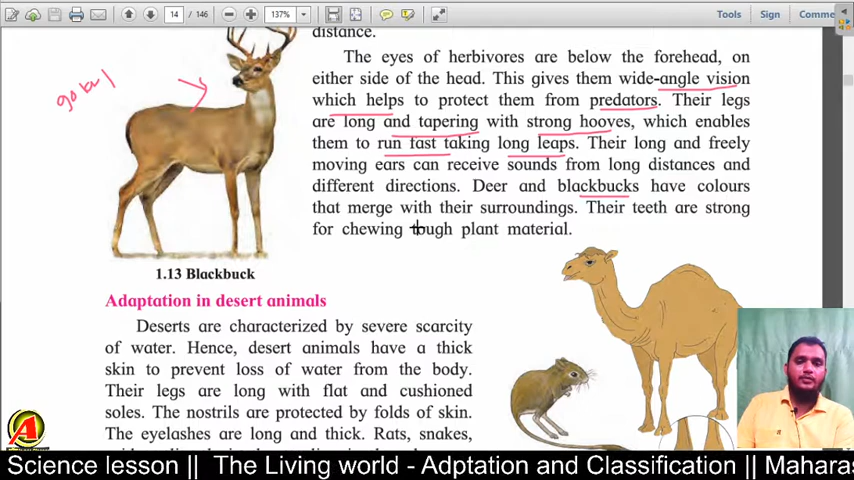 14 / 146
137%
Tools
Sign
Comme
distance.
The eyes of herbivores are below the forehead, on
either side of the head. This gives them wide-angle vision
which helps to protect them from predators. Their legs
are long and tapering with strong hooves, which enables
them to run fast taking long leaps. Their long and freely
moving ears can receive sounds from long distances and
different directions. Deer and blackbucks have colours
that merge with their surroundings. Their teeth are strong
for chewing tough plant material.
1.13 Blackbuck
Adaptation in desert animals
Deserts are characterized by severe scarcity
of water. Hence, desert animals have a thick
skin to prevent loss of water from the body.
Their legs are long with flat and cushioned
soles. The nostrils are protected by folds of skin.
The eyelashes are long and thick. Rats, snakes,
Science lesson || The Living world - Adptation and Classification || Maharas